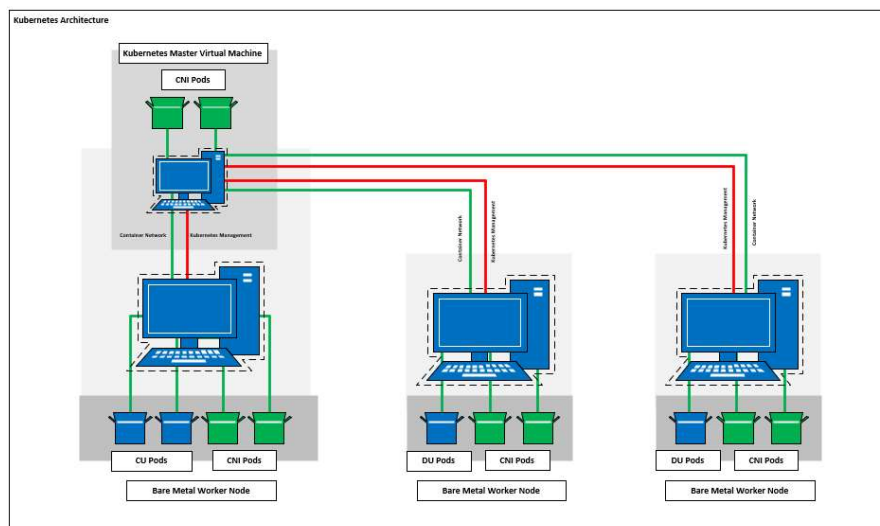 Kubernetes Architecture
Kubernetes Master Virtual Machine
CNI Pods
Container Network
Kubernetes Management
Container Network
Kubernetes Management
Kubernetes Management
Container Network
CU Pods
CNI Pods
DU Pods
CNI Pods
DU Pods
CNI Pods
Bare Metal Worker Node
Bare Metal Worker Node
Bare Metal Worker Node